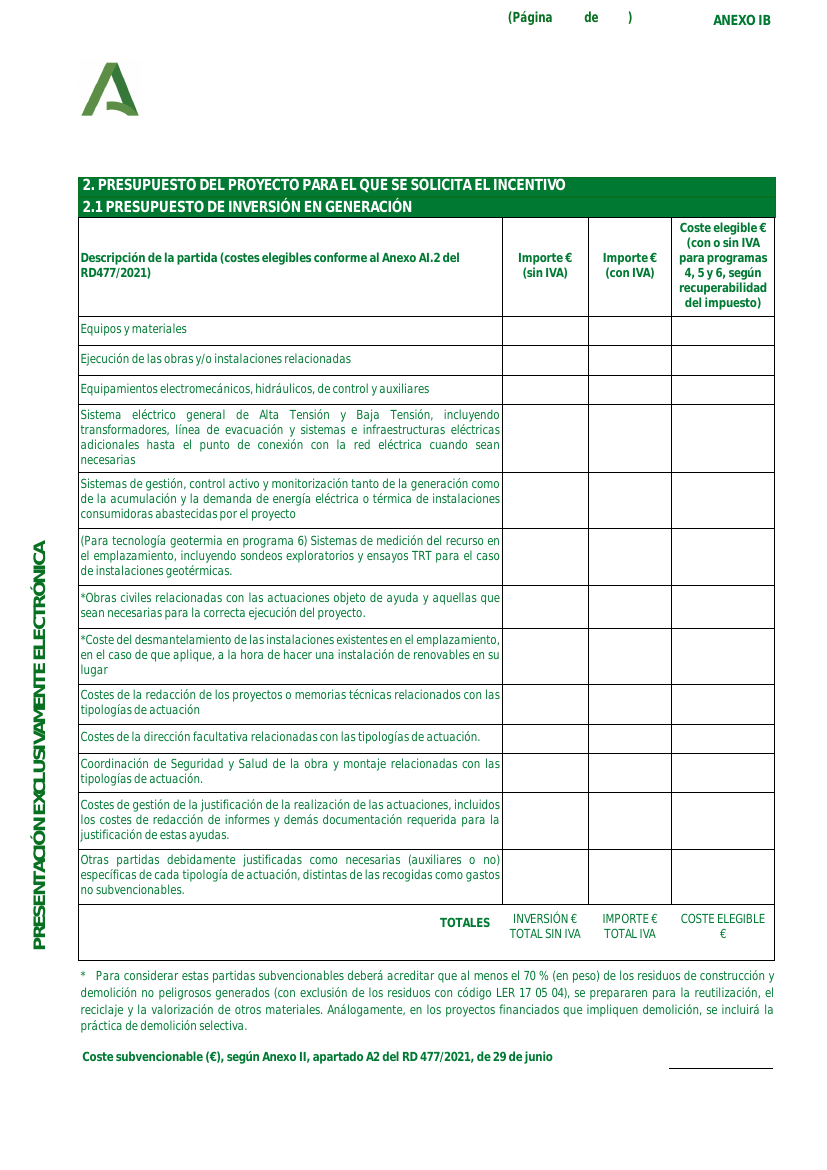 (Página de )
ANEXO IB
2. PRESUPUESTO DEL PROYECTO PARA EL QUE SE SOLICITA EL INCENTIVO
2.1 PRESUPUESTO DE INVERSIÓN EN GENERACIÓN
Descripción de la partida (costes elegibles conforme al Anexo AI.2 del
RD477/2021)
Importe €
(sin IVA)
Importe €
(con IVA)
Coste elegible €
(con o sin IVA
para programas
4, 5 y 6, según
recuperabilidad
del impuesto)
Equipos y materiales
Ejecución de las obras y/o instalaciones relacionadas
Equipamientos electromecánicos, hidráulicos, de control y auxiliares
Sistema eléctrico general de Alta Tensión y Baja Tensión, incluyendo
transformadores, línea de evacuación y sistemas e infraestructuras eléctricas
adicionales hasta el punto de conexión con la red eléctrica cuando sean
necesarias
Sistemas de gestión, control activo y monitorización tanto de la generación como
de la acumulación y la demanda de energía eléctrica o térmica de instalaciones
consumidoras abastecidas por el proyecto
(Para tecnología geotermia en programa 6) Sistemas de medición del recurso en
el emplazamiento, incluyendo sondeos exploratorios y ensayos TRT para el caso
de instalaciones geotérmicas.
*Obras civiles relacionadas con las actuaciones objeto de ayuda y aquellas que
sean necesarias para la correcta ejecución del proyecto.
*Coste del desmantelamiento de las instalaciones existentes en el emplazamiento,
en el caso de que aplique, a la hora de hacer una instalación de renovables en su
lugar
Costes de la redacción de los proyectos o memorias técnicas relacionados con las
tipologías de actuación
Costes de la dirección facultativa relacionadas con las tipologías de actuación.
Coordinación de Seguridad y Salud de la obra y montaje relacionadas con las
tipologías de actuación.
Costes de gestión de la justificación de la realización de las actuaciones, incluidos
los costes de redacción de informes y demás documentación requerida para la
justificación de estas ayudas.
Otras partidas debidamente justificadas como necesarias (auxiliares o no)
específicas de cada tipología de actuación, distintas de las recogidas como gastos
no subvencionables.
TOTALES
INVERSIÓN €
TOTAL SIN IVA
IMPORTE €
TOTAL IVA
COSTE ELEGIBLE
€
* Para considerar estas partidas subvencionables deberá acreditar que al menos el 70 % (en peso) de los residuos de construcción y
demolición no peligrosos generados (con exclusión de los residuos con código LER 17 05 04), se prepararen para la reutilización, el
reciclaje y la valorización de otros materiales. Análogamente, en los proyectos financiados que impliquen demolición, se incluirá la
práctica de demolición selectiva.
Coste subvencionable (€), según Anexo II, apartado A2 del RD 477/2021, de 29 de junio
PRESENTACIÓN EXCLUSIVAMENTE ELECTRÓNICA